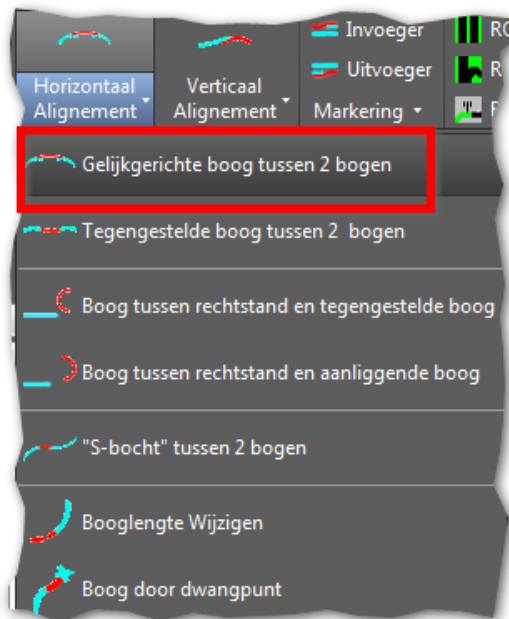 Invoeger
Uitvoeger
Horizontaal
Alignement
Verticaal
Alignement
Markering
Gelijkgerichte boog tussen 2 bogen
Tegengestelde boog tussen 2 bogen
Boog tussen rechtstand en tegengestelde boog
Boog tussen rechtstand en aanliggende boog
"S-bocht" tussen 2 bogen
Booglengte Wijzigen
Boog door dwangpunt